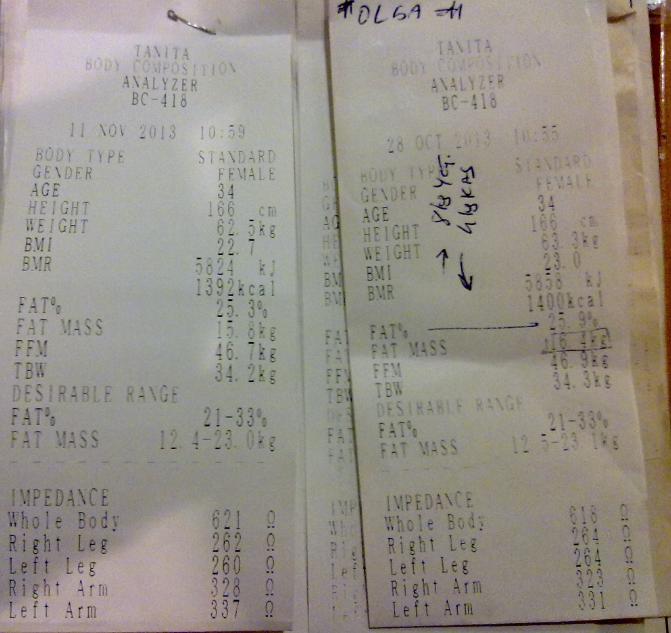 TANITA
BODY COMPOSITION
ANALYZER
BC-418
11 NOV 2013 10:59
BODY TYPE STANDARD
GENDER FEMALE
AGE 34
HEIGHT 166 cm
WEIGHT 62.5kg
BMI 22.7
BMR 5824 kJ
1392kcal
FAT% 25.3%
FAT MASS 15.8kg
FFM 46.7kg
TBW 34.2kg
DESIRABLE RANGE
FAT% 21-33%
FAT MASS 12.4-23.0kg
IMPEDANCE
Whole Body 621 Ω
Right Leg 262 Ω
Left Leg 260 Ω
Right Arm 328 Ω
Left Arm 337 Ω
OLGA
TANITA
BODY COMPOSITION
ANALYZER
BC-418
28 OCT 2013 10:55
BODY TYPE STANDARD
GENDER FEMALE
AGE 34
HEIGHT 166 cm
WEIGHT 63.3kg
BMI 23.0
BMR 5858 kJ
1400kcal
FAT% 25.9%
FAT MASS 16.4kg
FFM 46.9kg
TBW 34.3kg
DESIRABLE RANGE
FAT% 21-33%
FAT MASS 12.5-23.1kg
IMPEDANCE
Whole Body 618 Ω
Right Leg 264 Ω
Left Leg 264 Ω
Right Arm 323 Ω
Left Arm 331 Ω